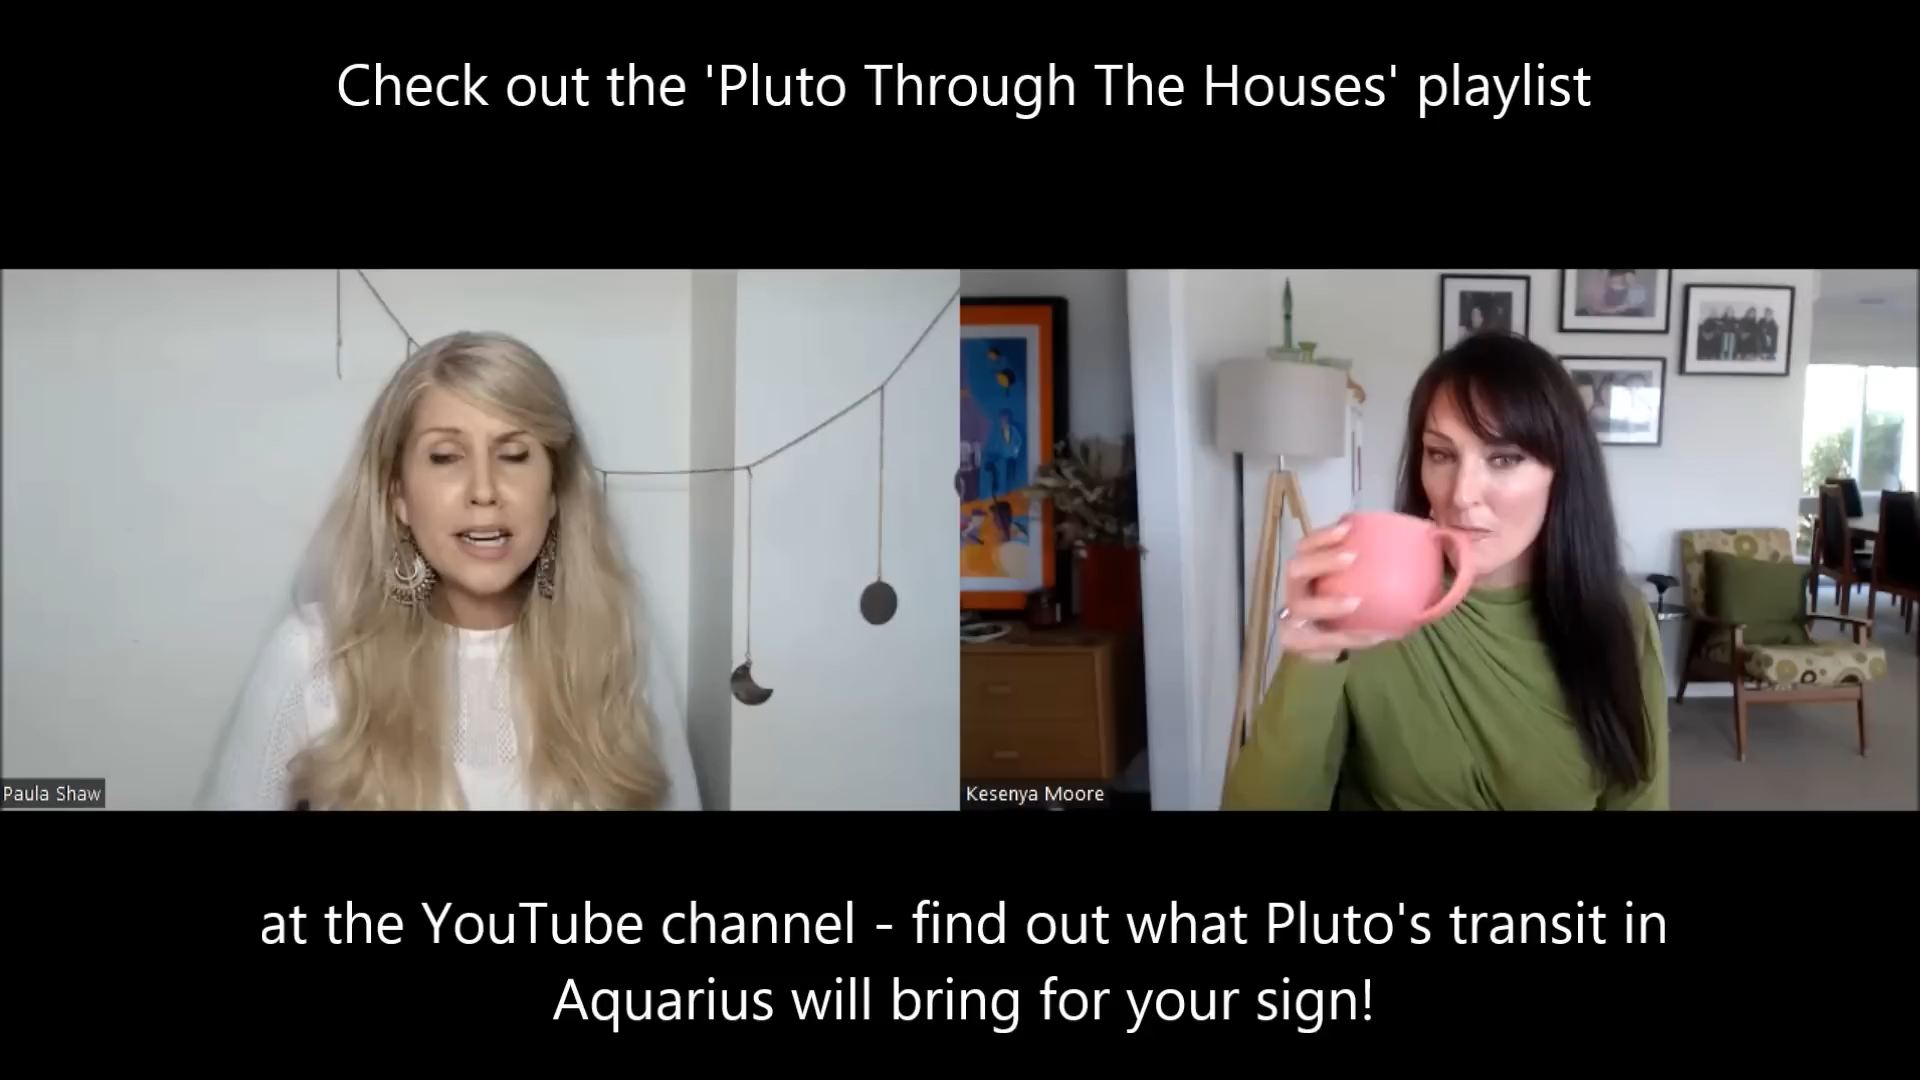 Check out the 'Pluto Through The Houses' playlist
Paula Shaw
Kesenya Moore
at the YouTube channel - find out what Pluto's transit in
Aquarius will bring for your sign!